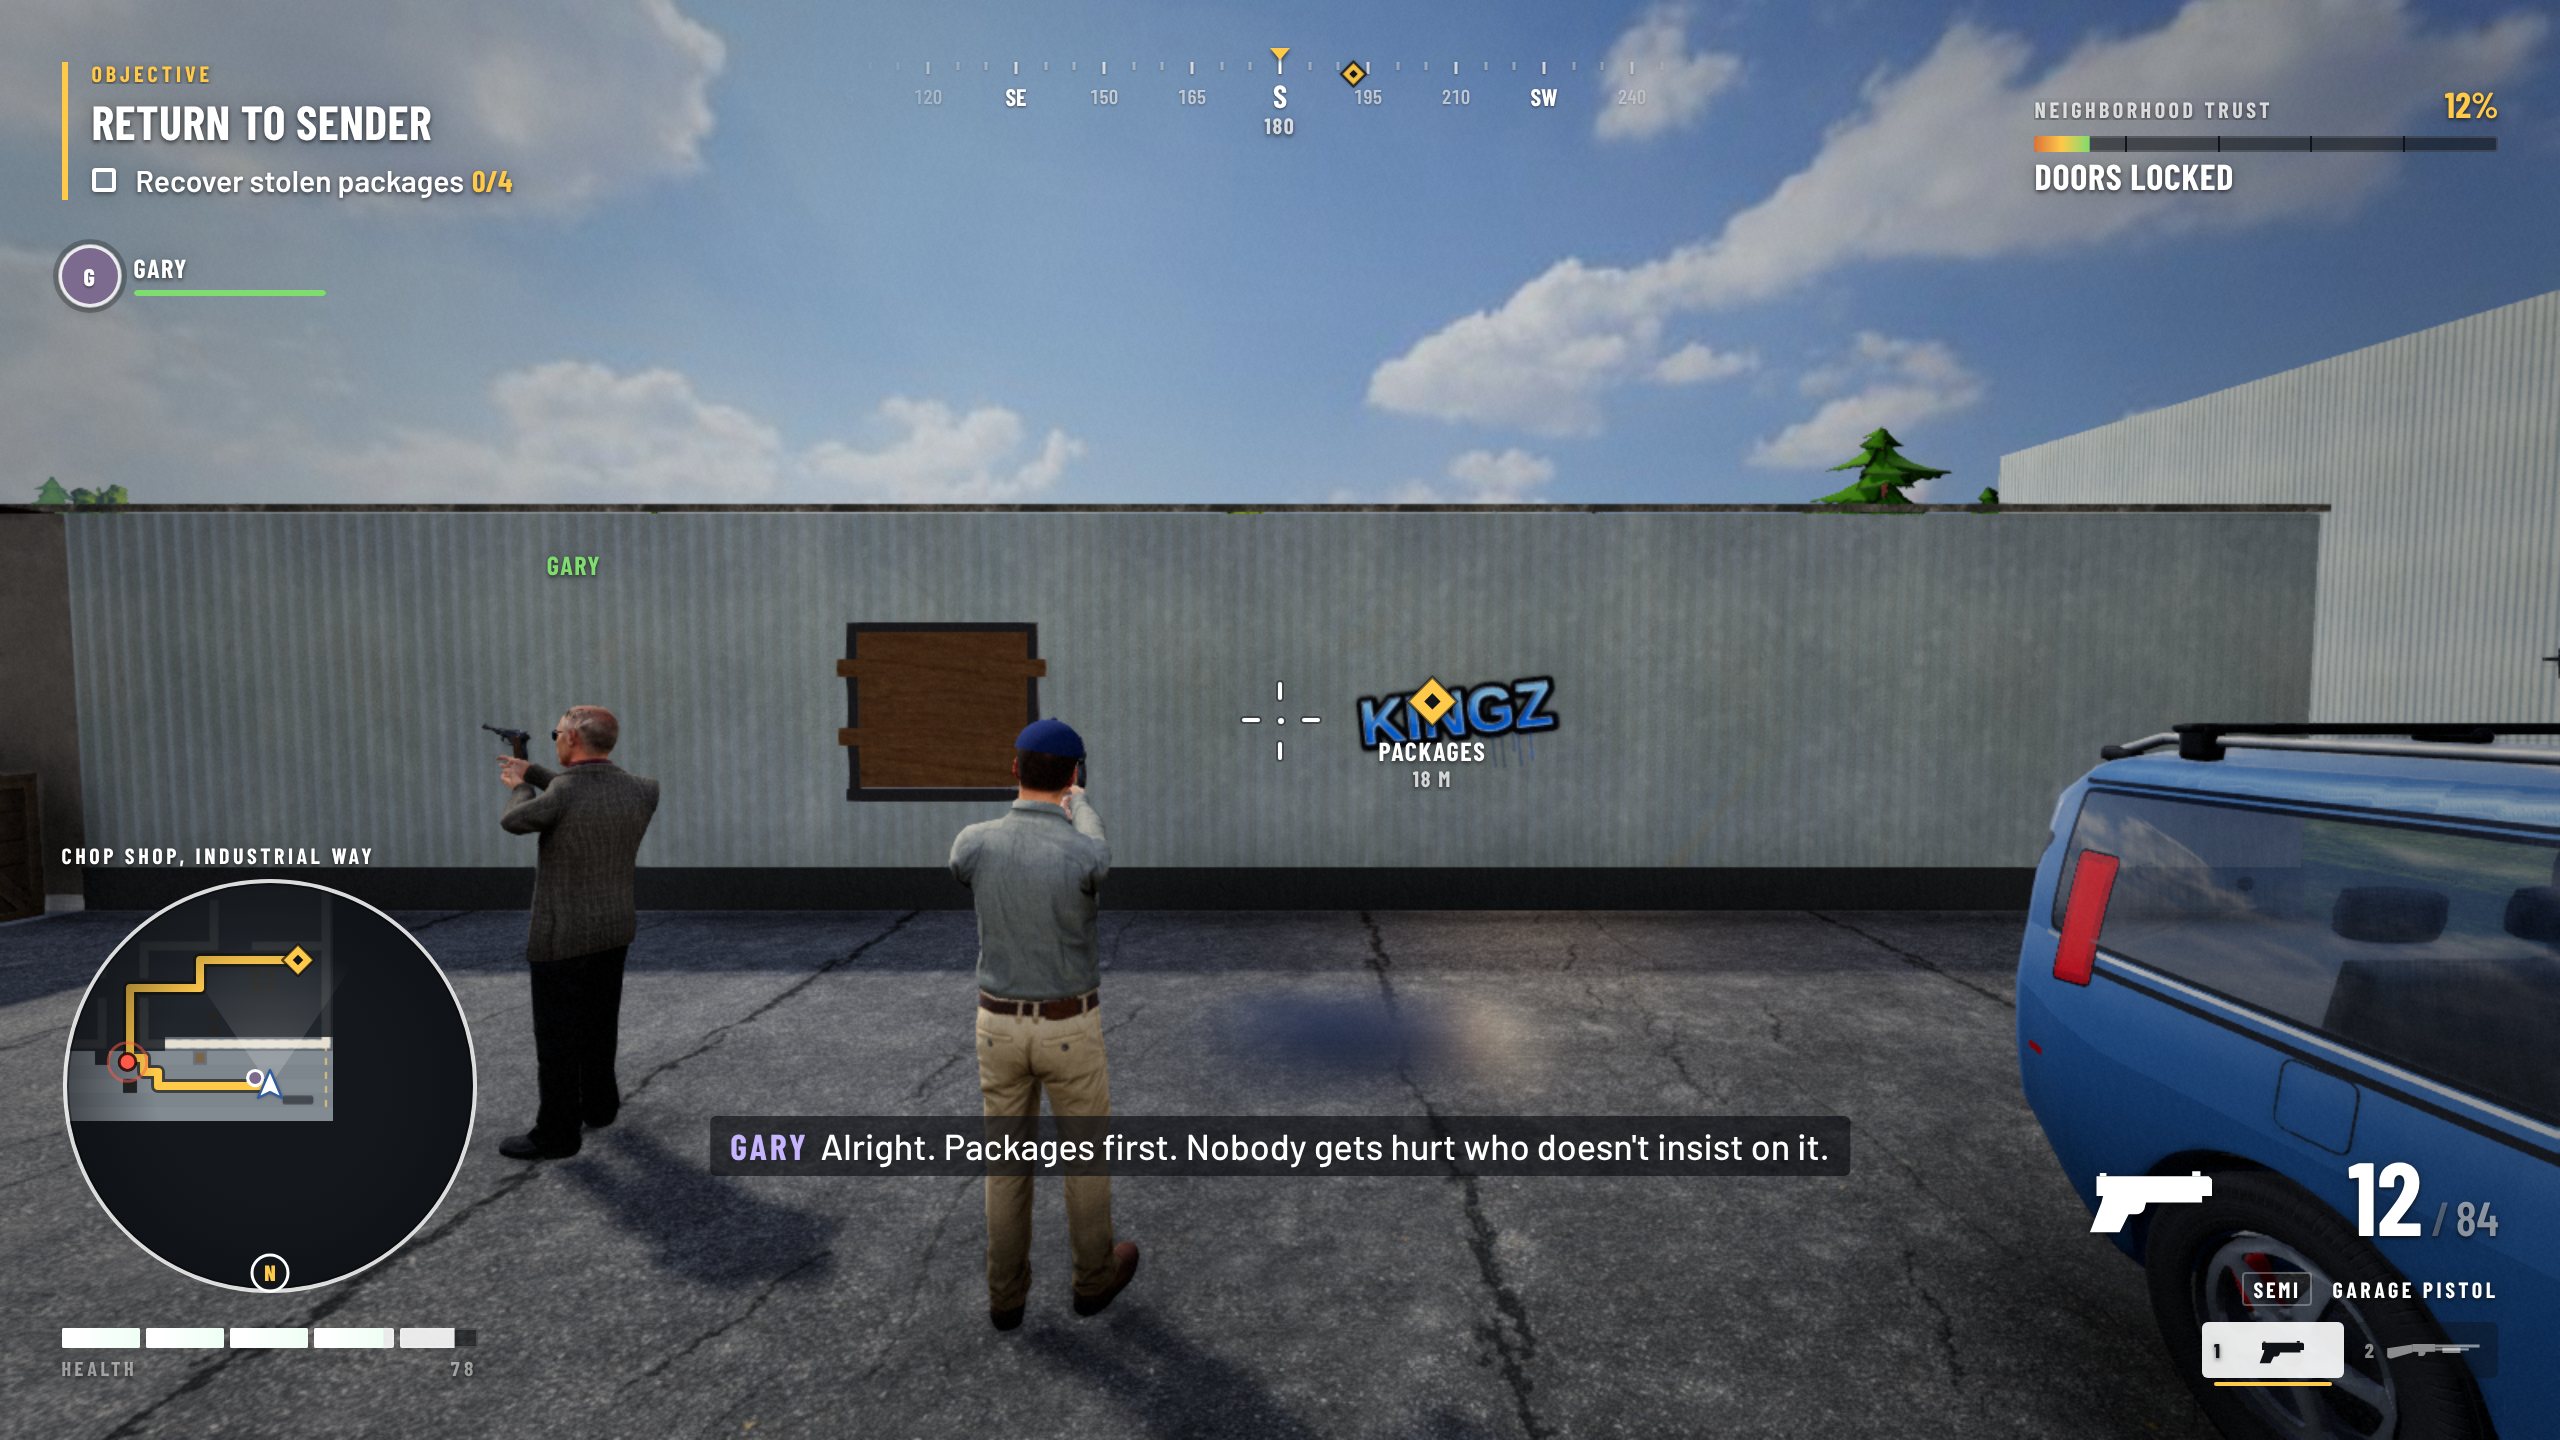 OBJECTIVE
RETURN TO SENDER
Recover stolen packages 0/4
G GARY
120 SE 150 165 S 195 210 SW 240
180
NEIGHBORHOOD TRUST 12%
DOORS LOCKED
GARY
KINGZ
PACKAGES
18 M
CHOP SHOP, INDUSTRIAL WAY
N
GARY Alright. Packages first. Nobody gets hurt who doesn't insist on it.
12 / 84
SEMI GARAGE PISTOL
1 2
HEALTH 78